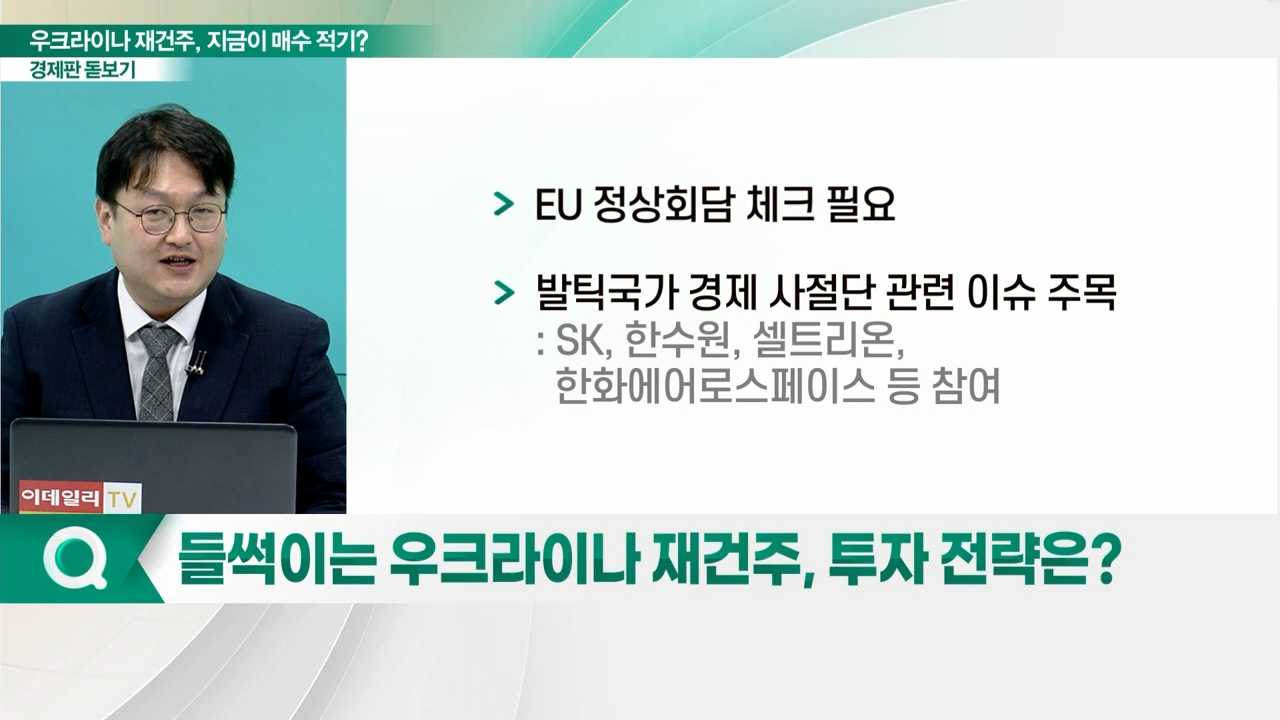 우크라이나 재건주, 지금이 매수 적기?
경제판 돋보기
> EU 정상회담 체크 필요
> 발틱국가 경제 사절단 관련 이슈 주목
: SK, 한수원, 셀트리온,
한화에어로스페이스 등 참여
이데일리 TV
Q 들썩이는 우크라이나 재건주, 투자 전략은?